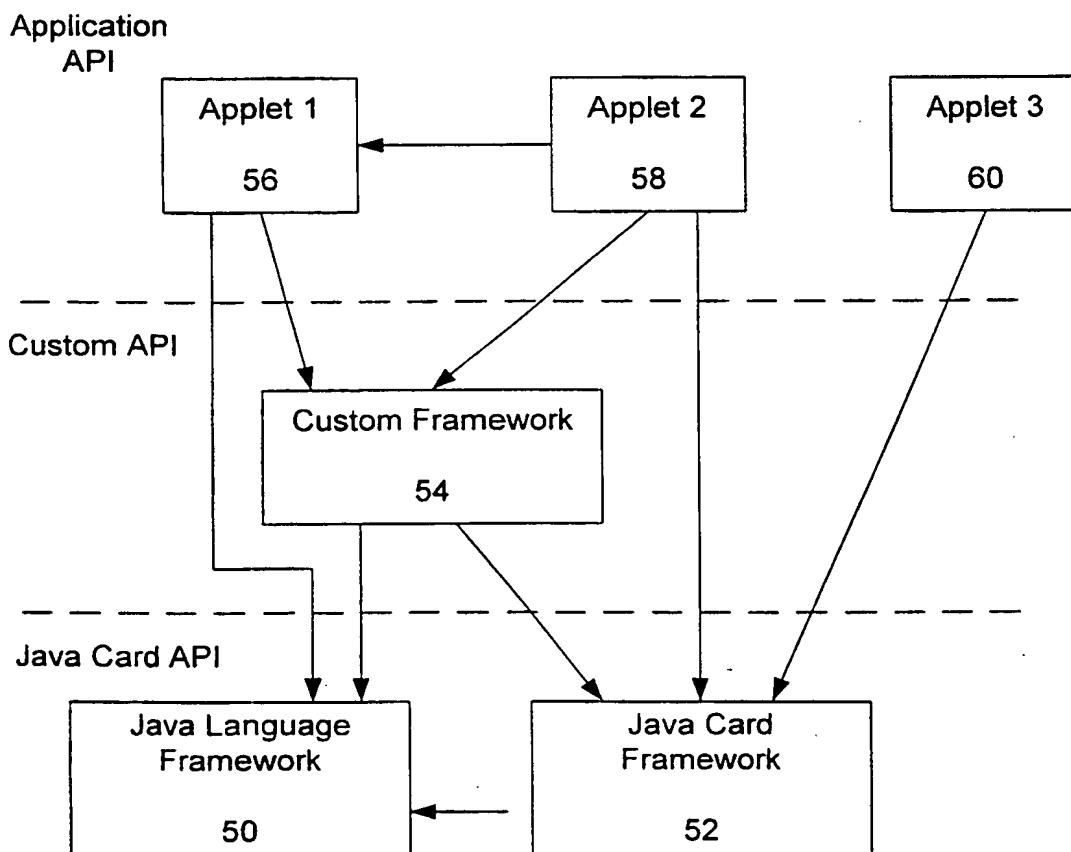 Application
API
Applet 1
56
Applet 2
58
Applet 3
60
Custom API
Custom Framework
54
Java Card API
Java Language
Framework
50
Java Card
Framework
52